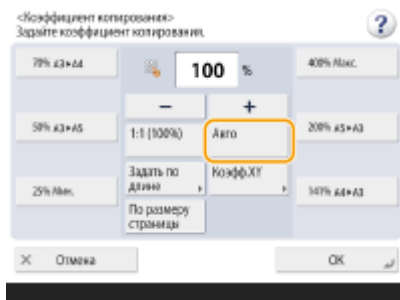 <Коэффициент копирования>
Задайте коэффициент копирования.
?
70% A3►A4
100 %
400% Макс.
− +
50% A3►A5
1:1 (100%)
Авто
200% A5►A3
Задать по
длине
Коэфф.XY
25% Мин.
141% A4►A3
По размеру
страницы
× Отмена
OK